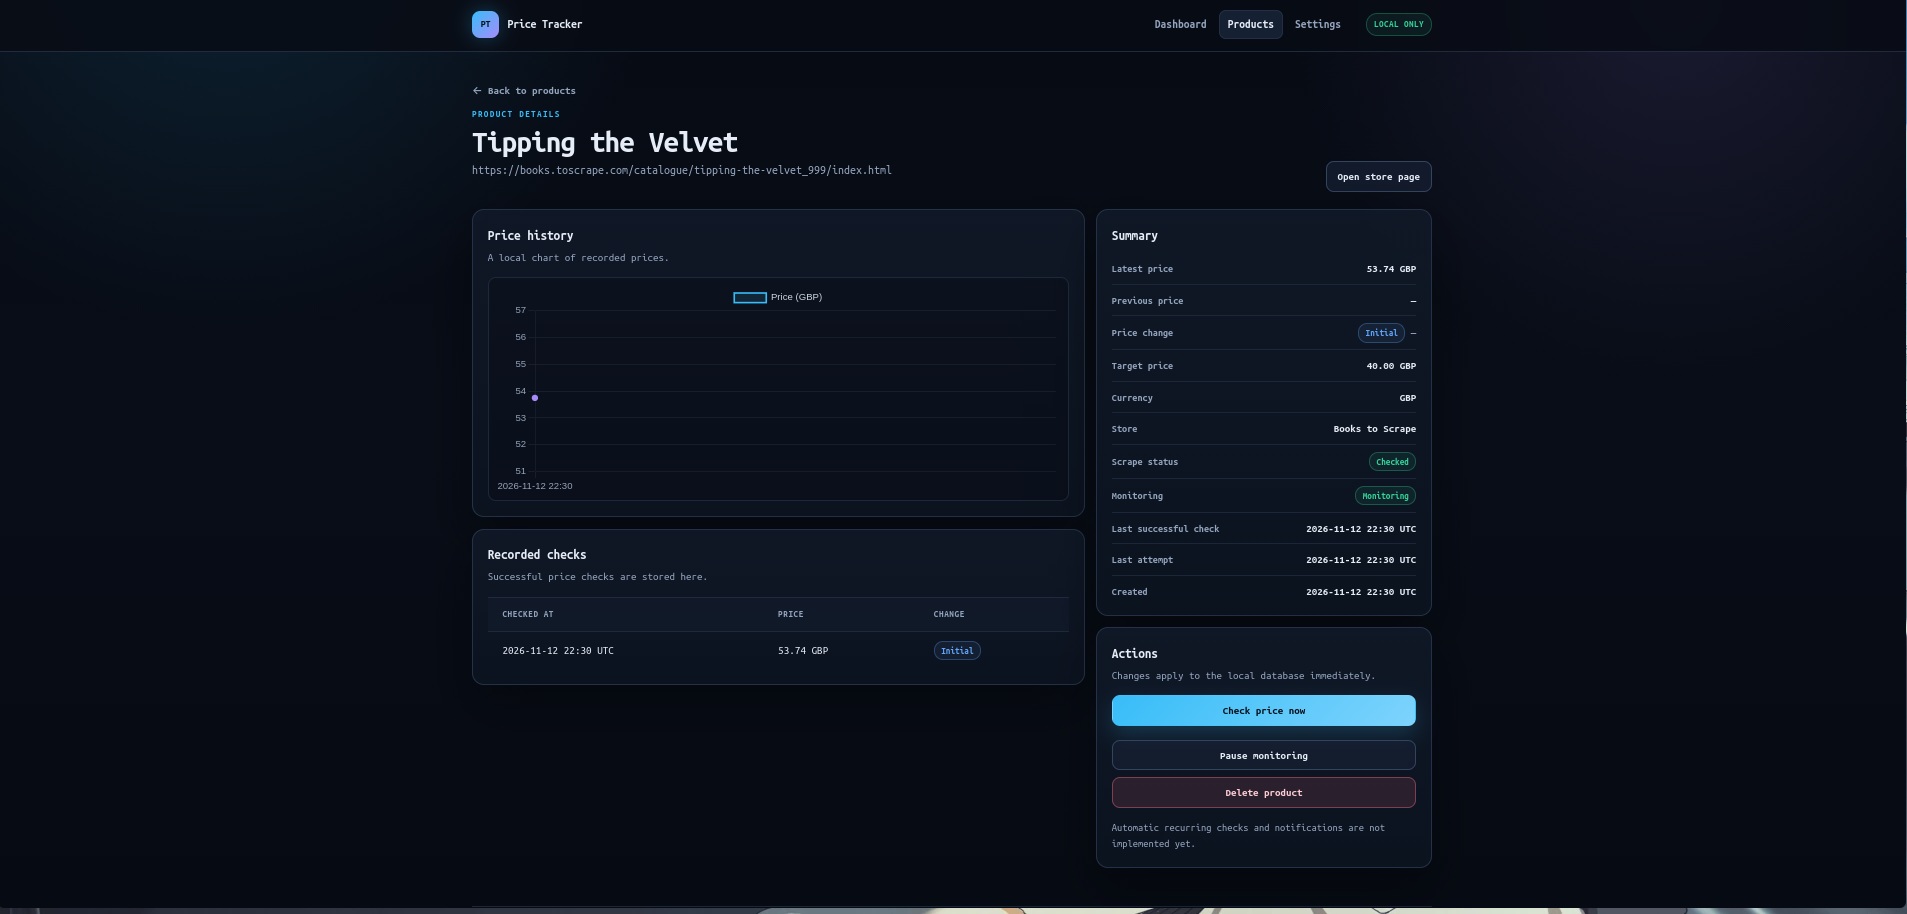 PT Price Tracker Dashboard Products Settings LOCAL ONLY
← Back to products
PRODUCT DETAILS
Tipping the Velvet
https://books.toscrape.com/catalogue/tipping-the-velvet_999/index.html
Open store page
Price history
A local chart of recorded prices.
Price (GBP)
57
56
55
54
53
52
51
2026-11-12 22:30
Recorded checks
Successful price checks are stored here.
CHECKED AT PRICE CHANGE
2026-11-12 22:30 UTC 53.74 GBP Initial
Summary
Latest price 53.74 GBP
Previous price —
Price change Initial —
Target price 40.00 GBP
Currency GBP
Store Books to Scrape
Scrape status Checked
Monitoring Monitoring
Last successful check 2026-11-12 22:30 UTC
Last attempt 2026-11-12 22:30 UTC
Created 2026-11-12 22:30 UTC
Actions
Changes apply to the local database immediately.
Check price now
Pause monitoring
Delete product
Automatic recurring checks and notifications are not
implemented yet.